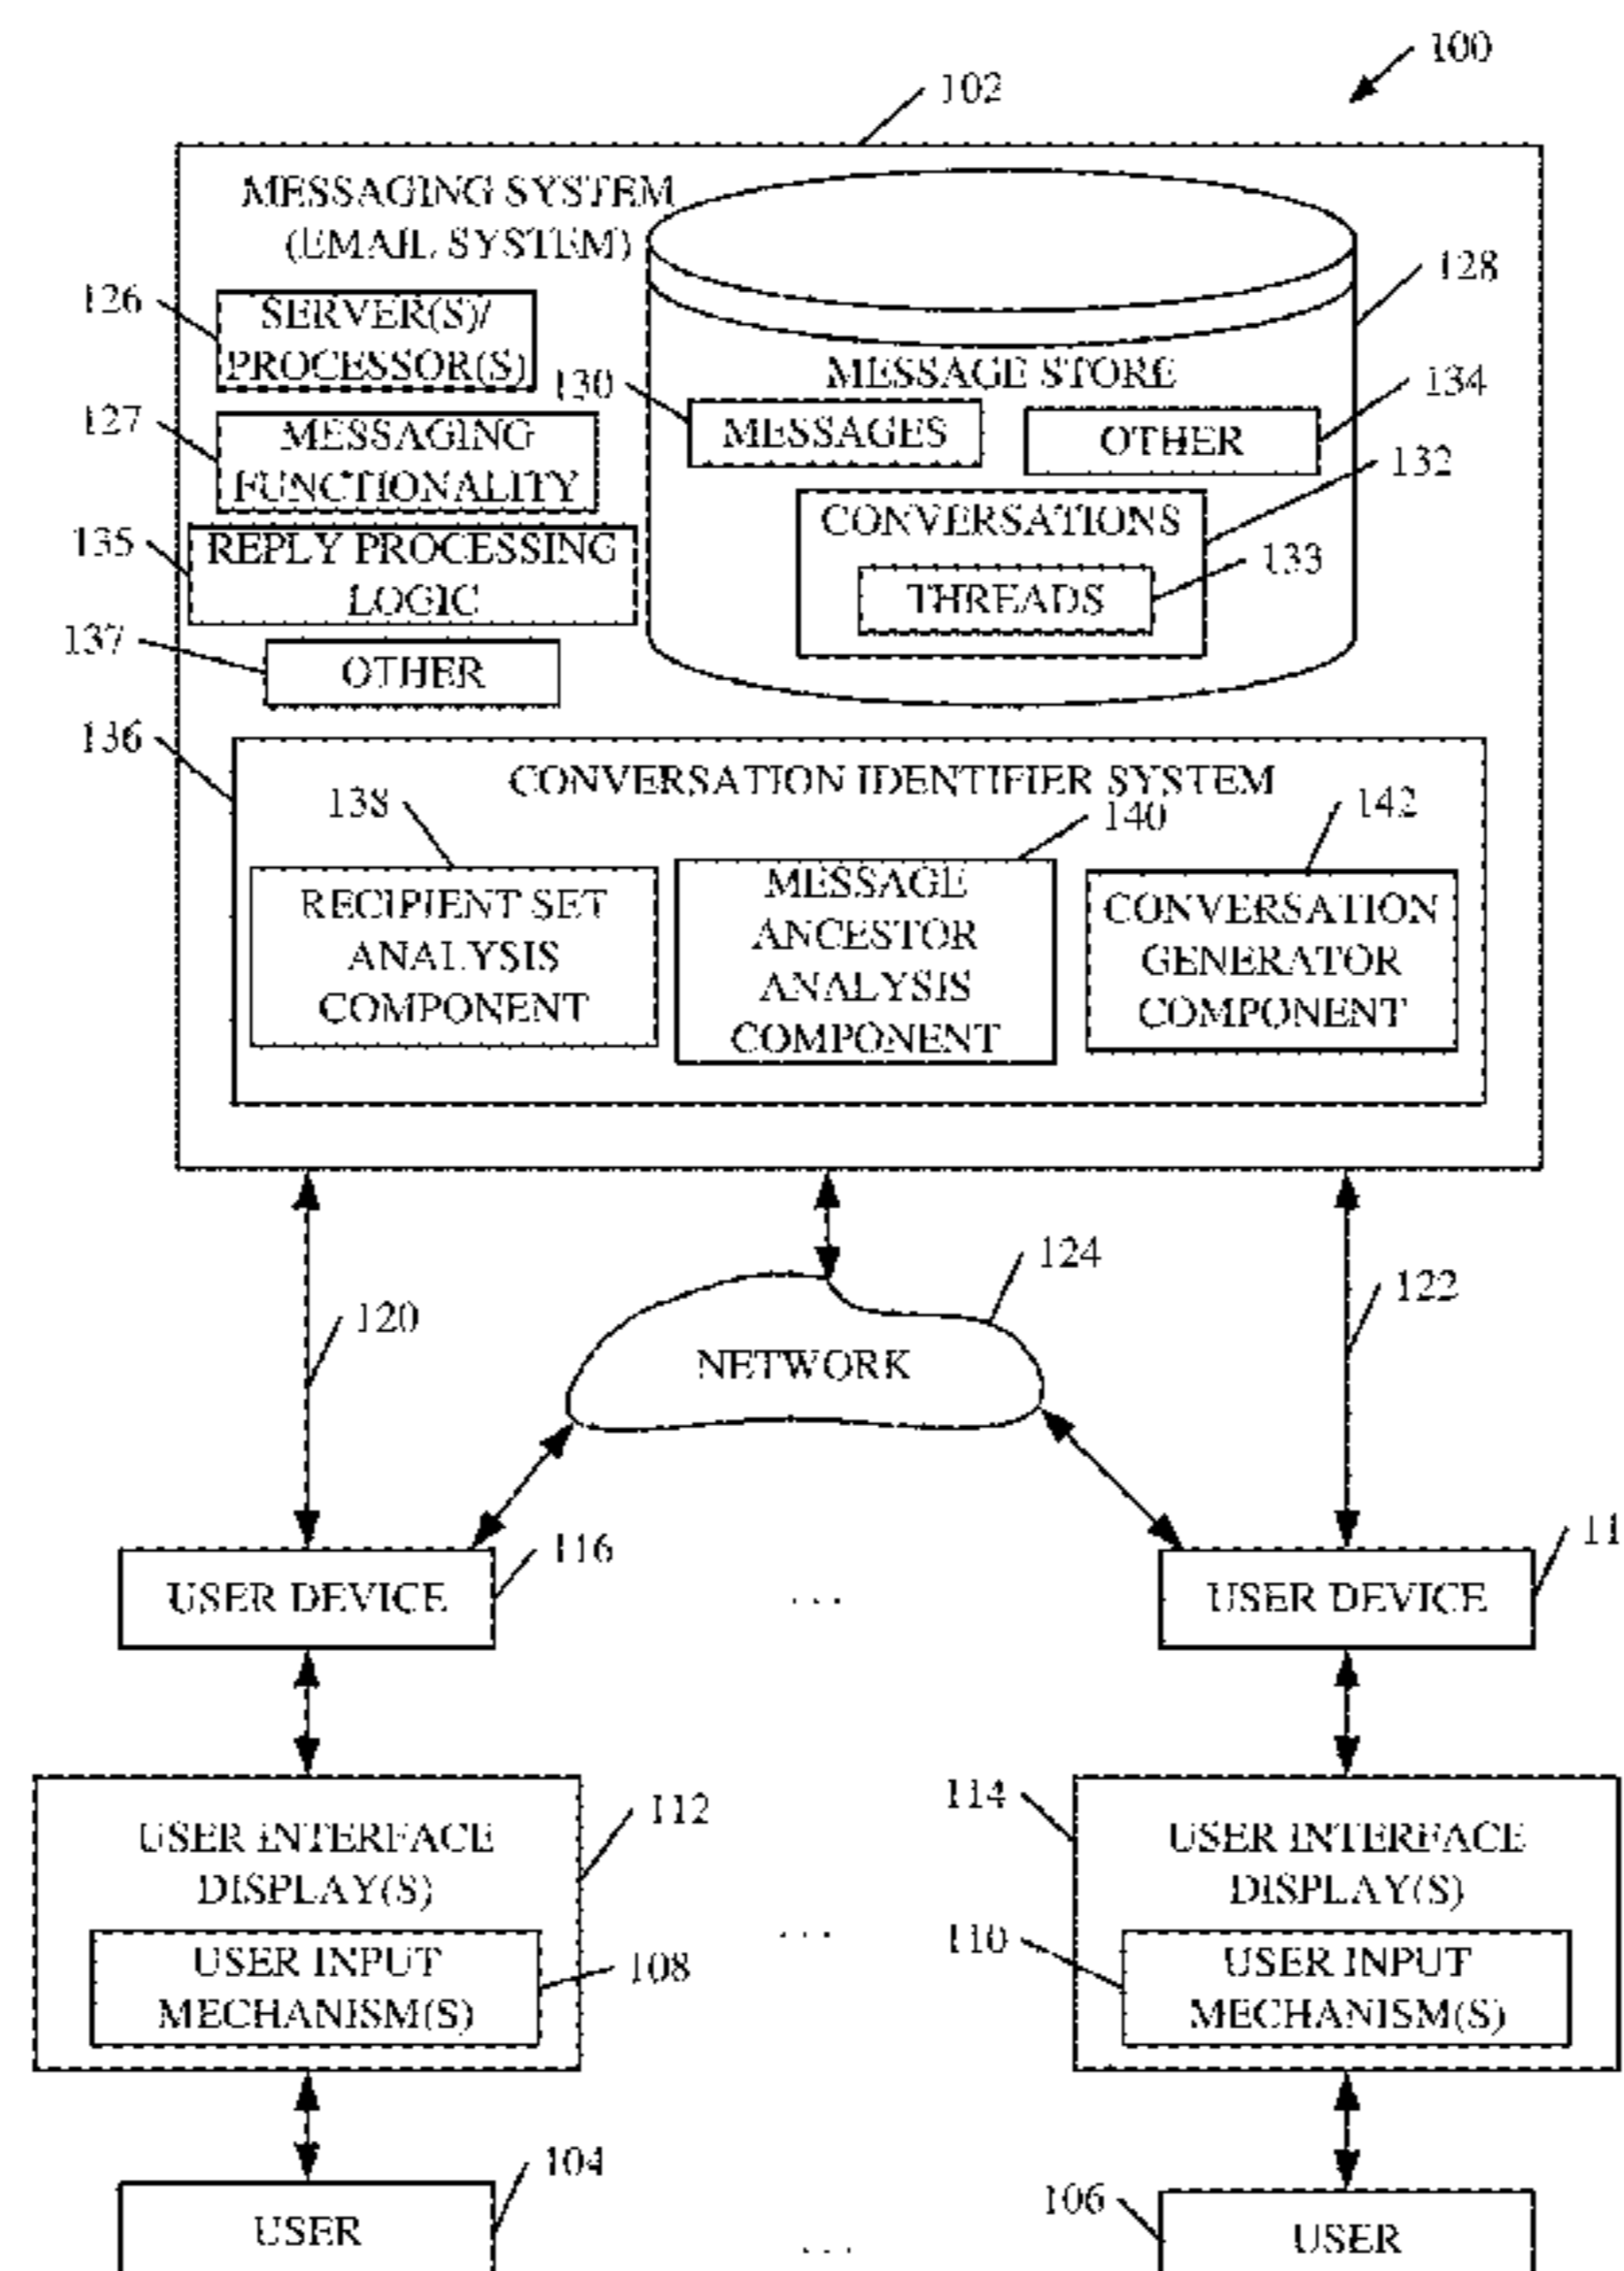 100
102
MESSAGING SYSTEM
(EMAIL SYSTEM)
128
126
SERVER(S)/
PROCESSOR(S)
MESSAGE STORE
130
MESSAGES
134
OTHER
127
MESSAGING
FUNCTIONALITY
132
CONVERSATIONS
133
THREADS
135
REPLY PROCESSING
LOGIC
137
OTHER
136
CONVERSATION IDENTIFIER SYSTEM
138
140
142
RECIPIENT SET
ANALYSIS
COMPONENT
MESSAGE
ANCESTOR
ANALYSIS
COMPONENT
CONVERSATION
GENERATOR
COMPONENT
124
120
122
NETWORK
116
11
USER DEVICE
...
USER DEVICE
112
114
USER INTERFACE
DISPLAY(S)
USER INTERFACE
DISPLAY(S)
...
108
110
USER INPUT
MECHANISM(S)
USER INPUT
MECHANISM(S)
104
106
USER
...
USER